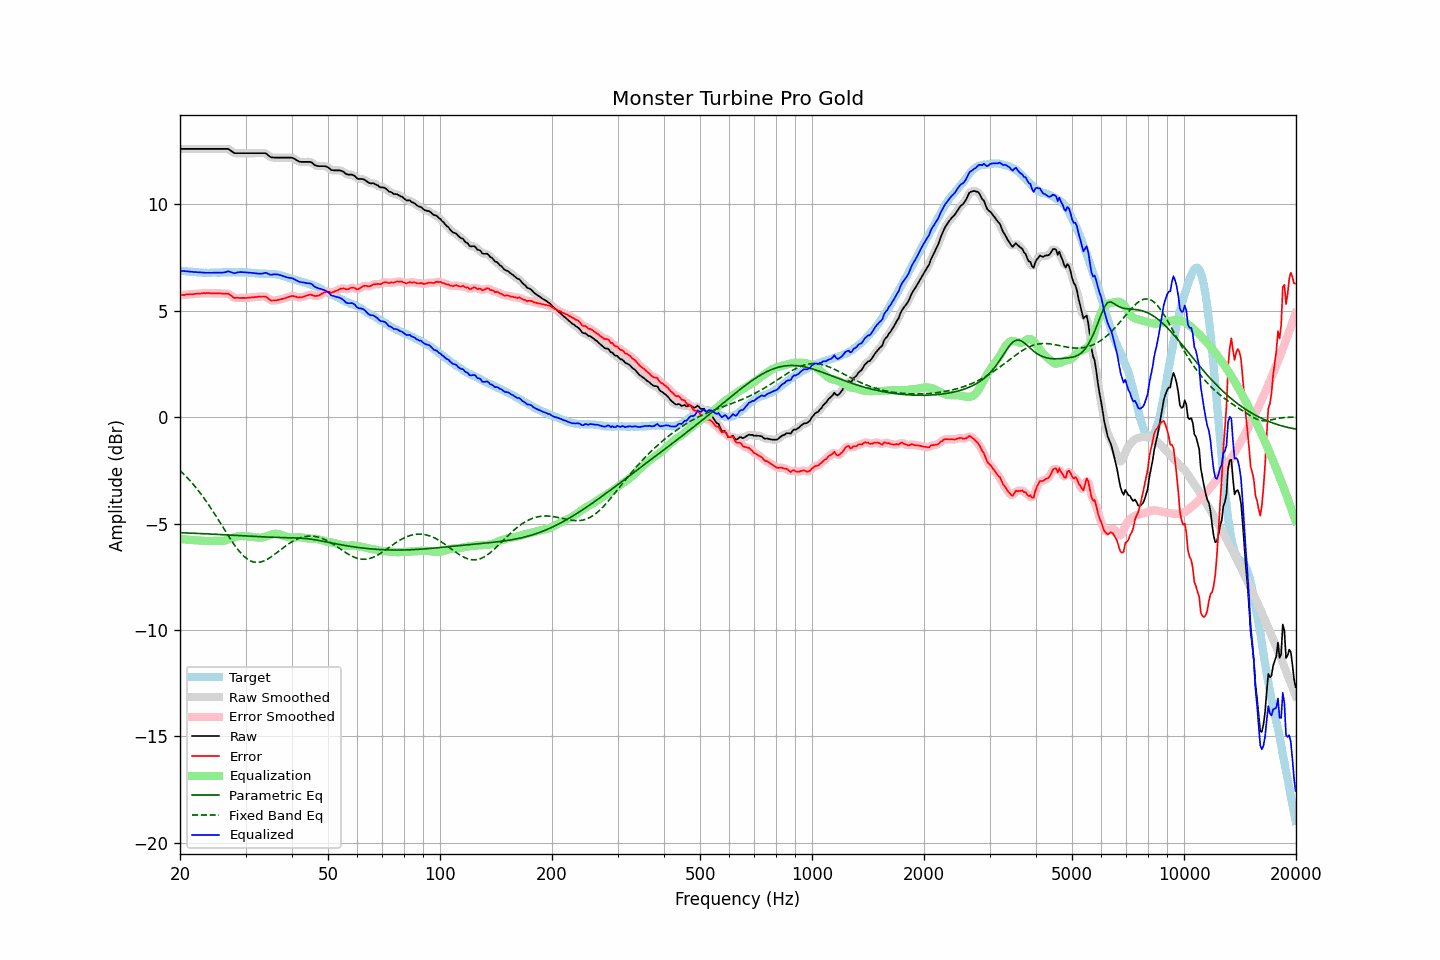 Monster Turbine Pro Gold
Amplitude (dBr)
10
5
0
−5
−10
−15
−20
Target
Raw Smoothed
Error Smoothed
Raw
Error
Equalization
Parametric Eq
Fixed Band Eq
Equalized
20 50 100 200 500 1000 2000 5000 10000 20000
Frequency (Hz)